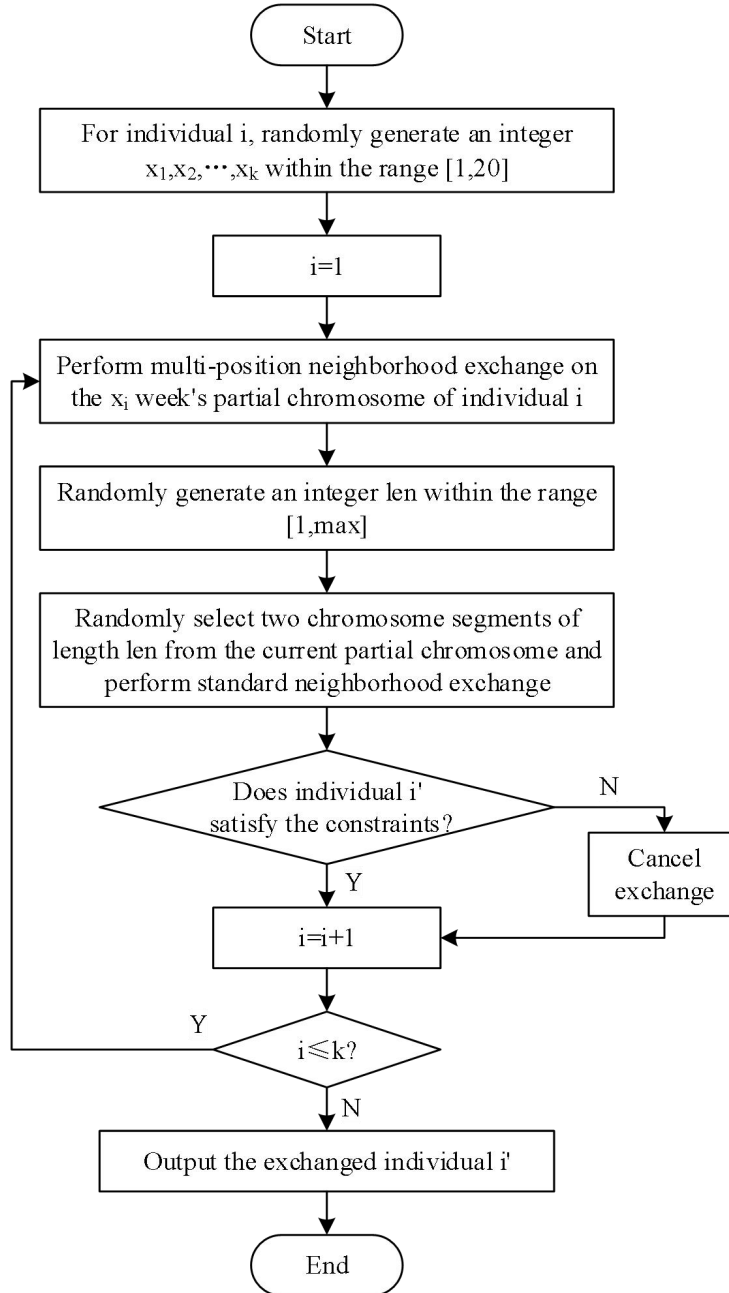 Start
For individual i, randomly generate an integer
x₁,x₂,···,xₖ within the range [1,20]
i=1
Perform multi-position neighborhood exchange on
the xᵢ week's partial chromosome of individual i
Randomly generate an integer len within the range
[1,max]
Randomly select two chromosome segments of
length len from the current partial chromosome and
perform standard neighborhood exchange
Does individual i'
satisfy the constraints?
N
Cancel
exchange
Y
i=i+1
Y
i≤k?
N
Output the exchanged individual i'
End